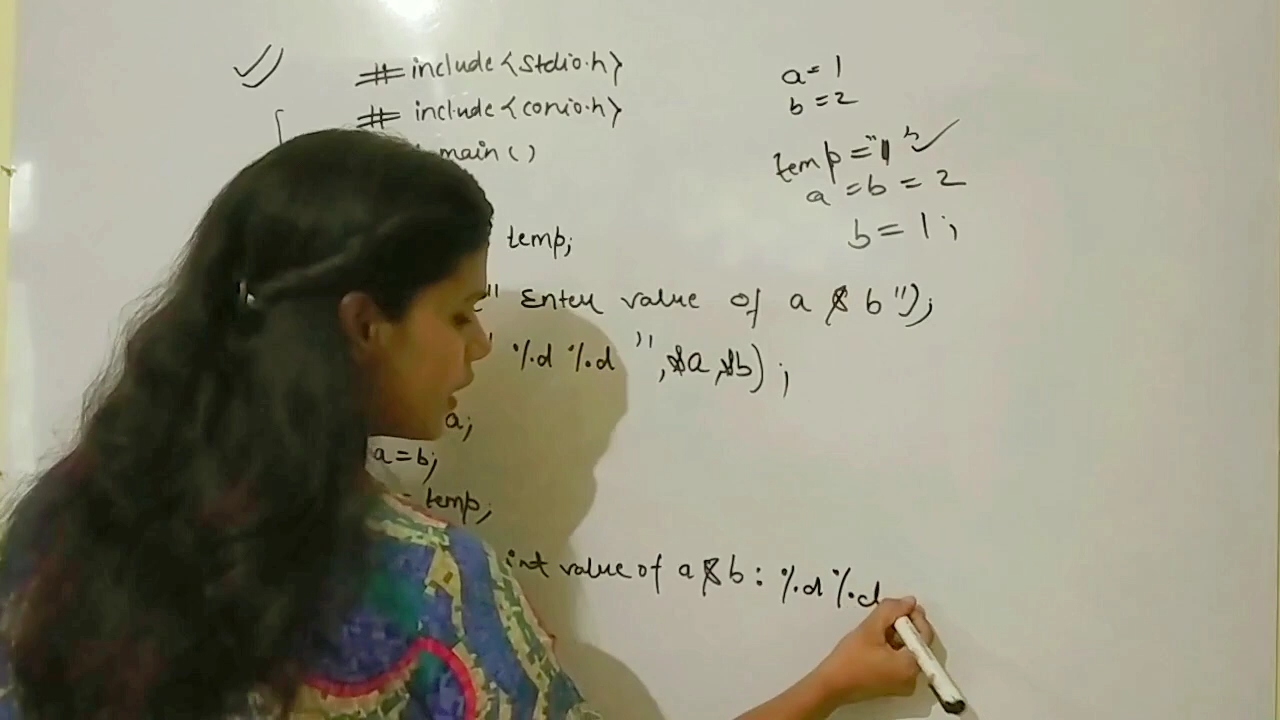 # include <stdio.h>
# include <conio.h>
main ( )
temp;
" Enter value of a & b ");
" %d %d ", &a, &b) ;
a;
a = b;
= temp;
int value of a & b : %d %d
a = 1
b = 2
temp = "1"
a = b = 2
b = 1 ;